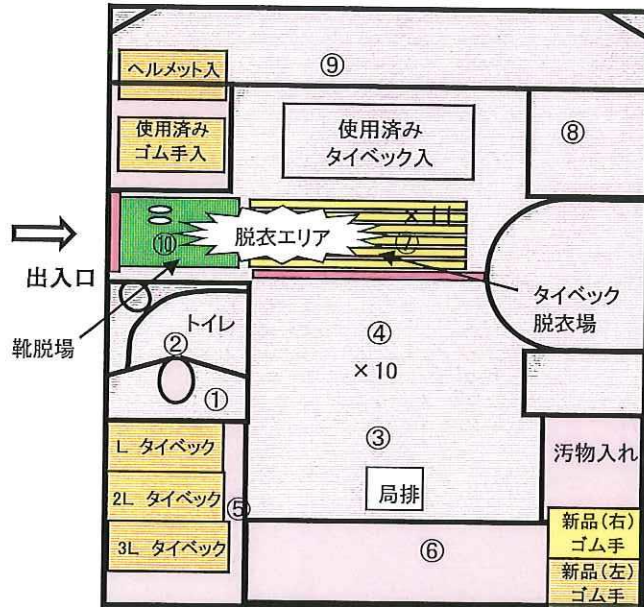 ⑨
ヘルメット入
使用済み
ゴム手入
使用済み
タイベック入
⑧
× 11
⑩
脱衣エリア
⑦
出入口
タイベック
脱衣場
靴脱場
トイレ
②
④
× 10
①
③
L タイベック
汚物入れ
局排
2L タイベック
⑤
新品(右)
ゴム手
3L タイベック
⑥
新品(左)
ゴム手